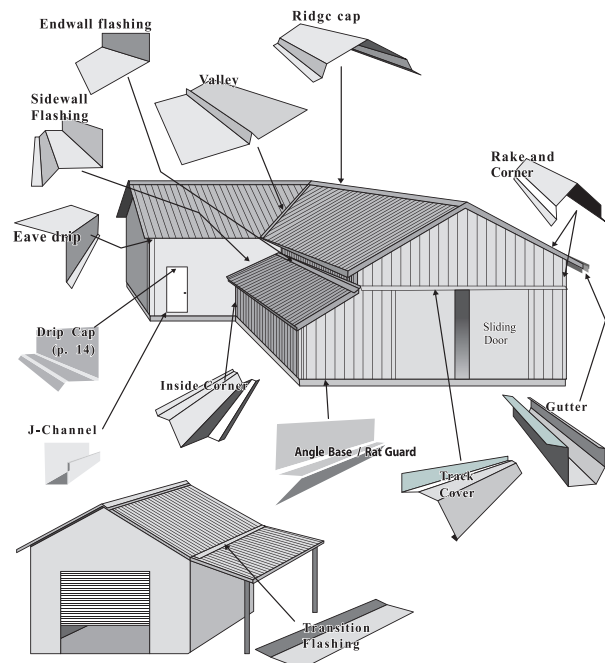 Endwall flashing
Ridge cap
Valley
Sidewall
Flashing
Rake and
Corner
Eave drip
Drip Cap
(p. 14)
Sliding
Door
Inside Corner
Gutter
J-Channel
Angle Base / Rat Guard
Track
Cover
Transition
Flashing